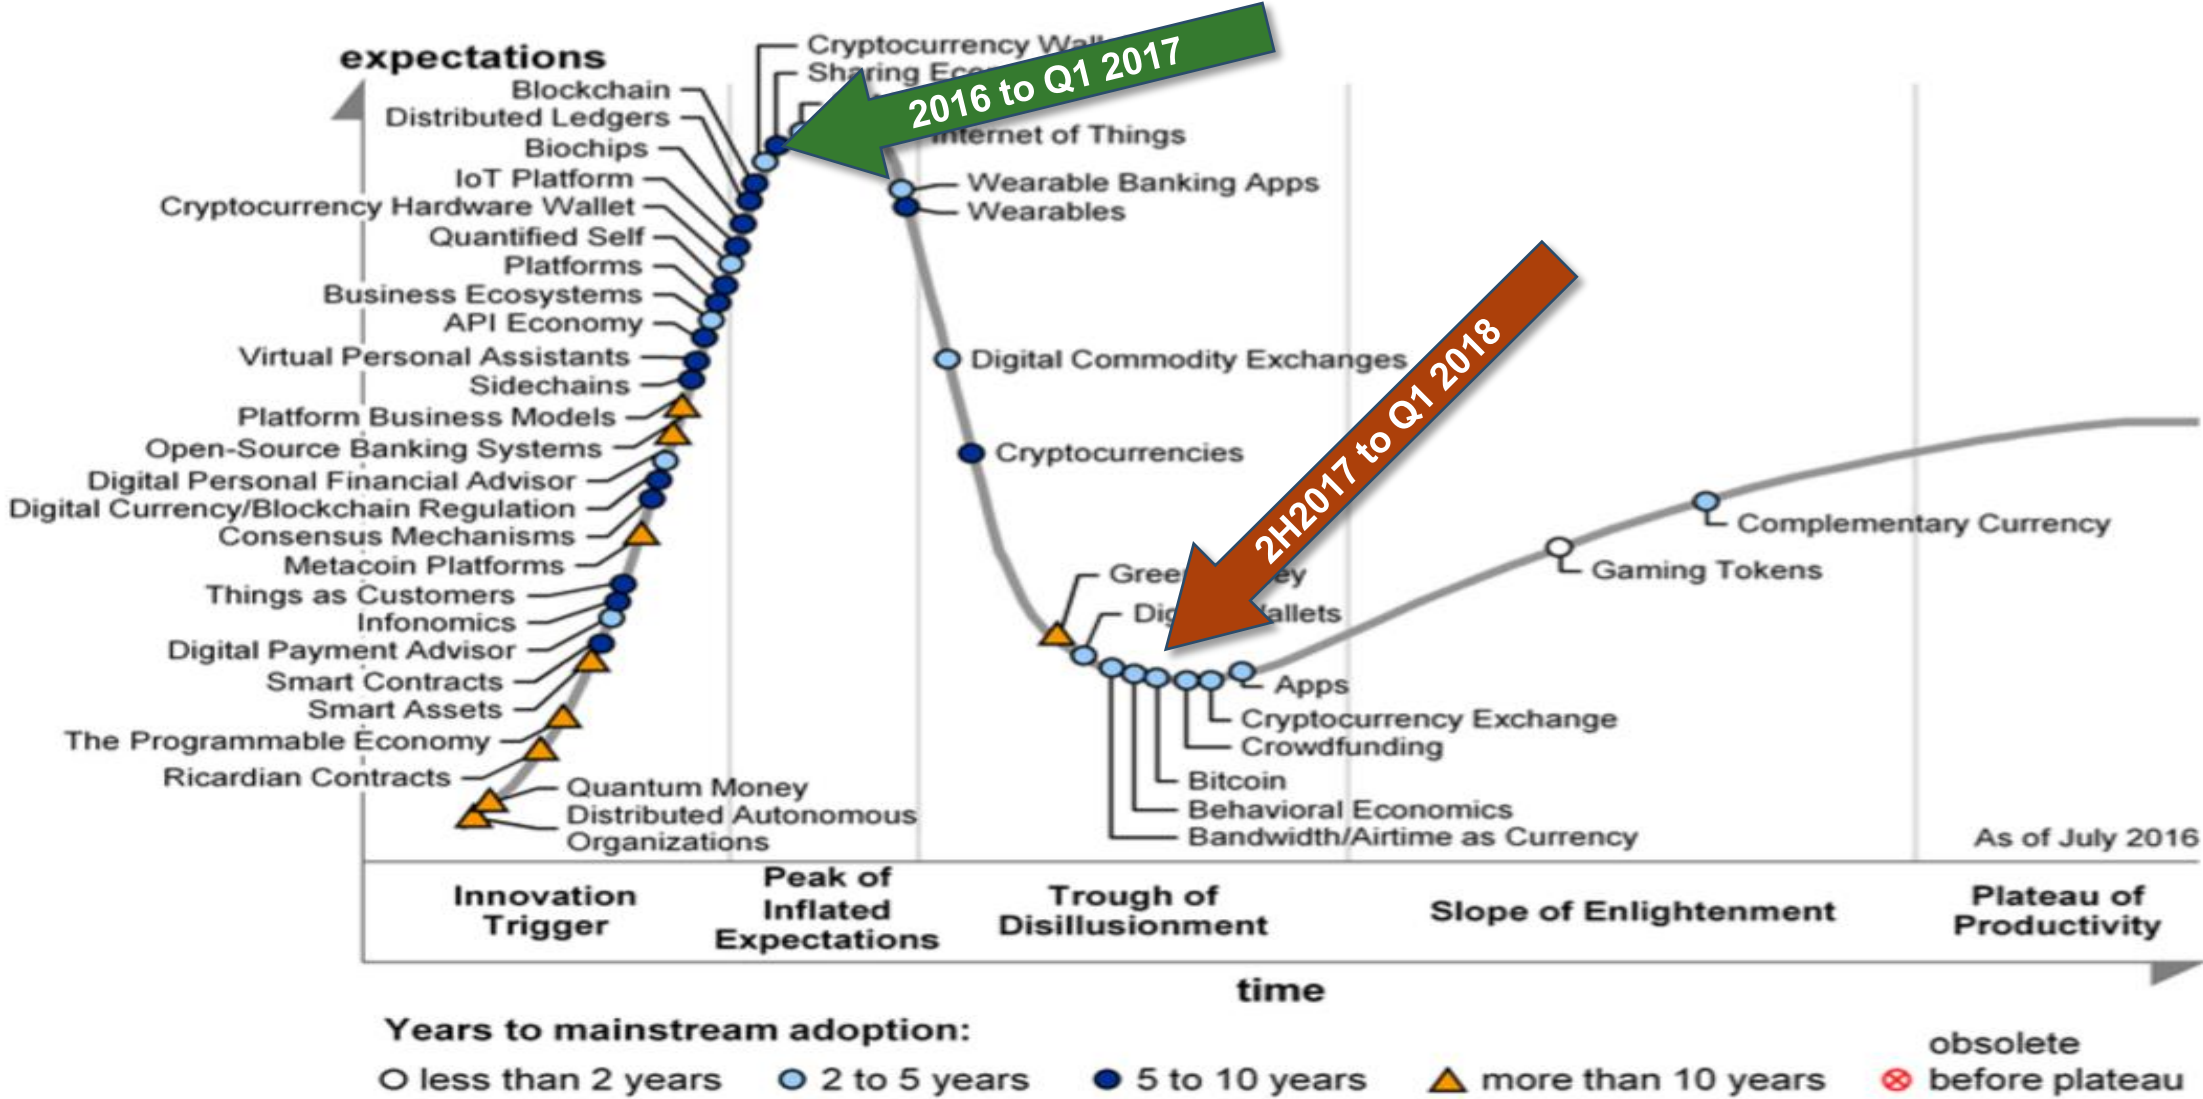 expectations
Cryptocurrency
Sharing
2016 to Q1 2017
Blockchain
Distributed Ledgers
Biochips
IoT Platform
Cryptocurrency Hardware Wallet
Quantified Self
Platforms
Business Ecosystems
API Economy
Virtual Personal Assistants
Sidechains
Platform Business Models
Open-Source Banking Systems
Digital Personal Financial Advisor
Digital Currency/Blockchain Regulation
Consensus Mechanisms
Metacoin Platforms
Things as Customers
Infonomics
Digital Payment Advisor
Smart Contracts
Smart Assets
The Programmable Economy
Ricardian Contracts
Quantum Money
Distributed Autonomous
Organizations
Internet of Things
Wearable Banking Apps
Wearables
Digital Commodity Exchanges
Cryptocurrencies
2H2017 to Q1 2018
Apps
Cryptocurrency Exchange
Crowdfunding
Bitcoin
Behavioral Economics
Bandwidth/Airtime as Currency
Complementary Currency
Gaming Tokens
As of July 2016
Innovation
Trigger
Peak of
Inflated
Expectations
Trough of
Disillusionment
Slope of Enlightenment
Plateau of
Productivity
time
Years to mainstream adoption:
less than 2 years
2 to 5 years
5 to 10 years
more than 10 years
obsolete
before plateau